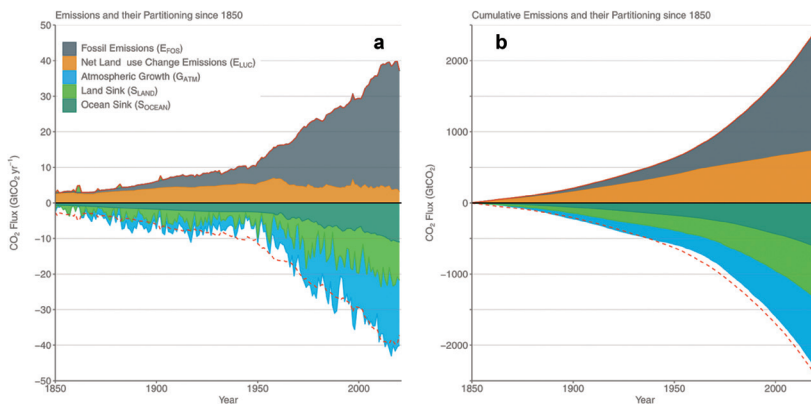 Emissions and their Partitioning since 1850
a
Fossil Emissions (EFOS)
Net Land use Change Emissions (ELUC)
Atmospheric Growth (GATM)
Land Sink (SLAND)
Ocean Sink (SOCEAN)
CO2 Flux (GtCO2 yr-1)
50
40
30
20
10
0
−10
−20
−30
−40
−50
1850
1900
1950
2000
Year
Cumulative Emissions and their Partitioning since 1850
b
CO2 Flux (GtCO2)
2000
1000
0
−1000
−2000
1850
1900
1950
2000
Year